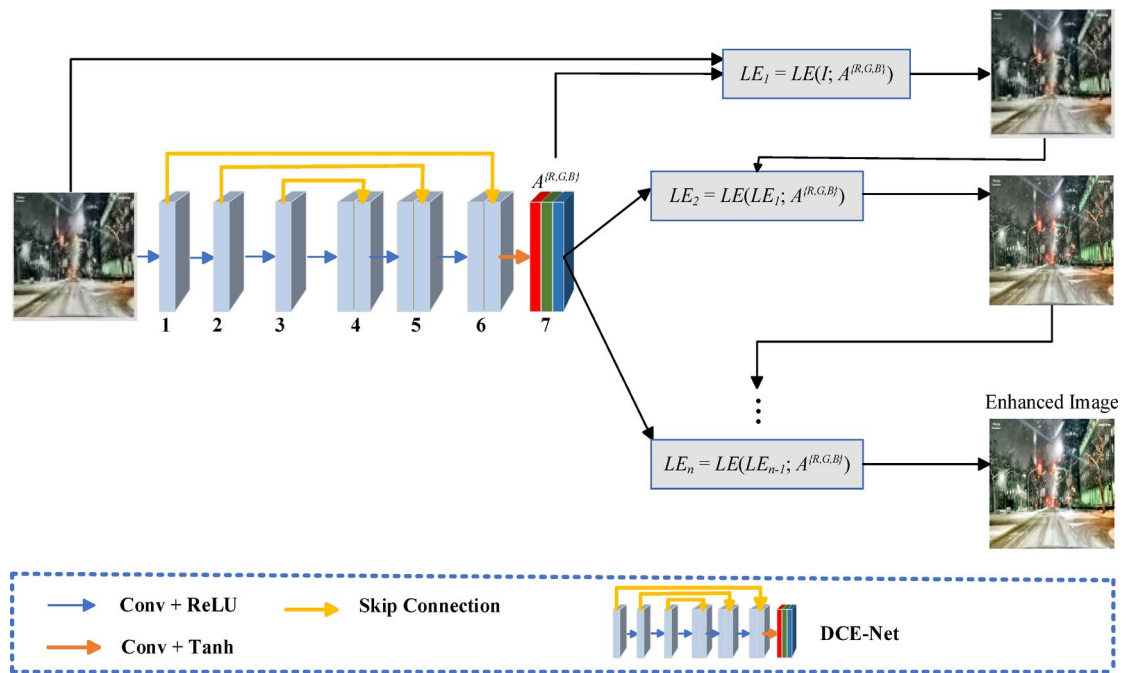 LE₁ = LE(I; A^{R,G,B})
A^{R,G,B}
LE₂ = LE(LE₁; A^{R,G,B})
1 2 3 4 5 6 7
⋮
Enhanced Image
LEₙ = LE(LEₙ₋₁; A^{R,G,B})
Conv + ReLU
Skip Connection
Conv + Tanh
DCE-Net